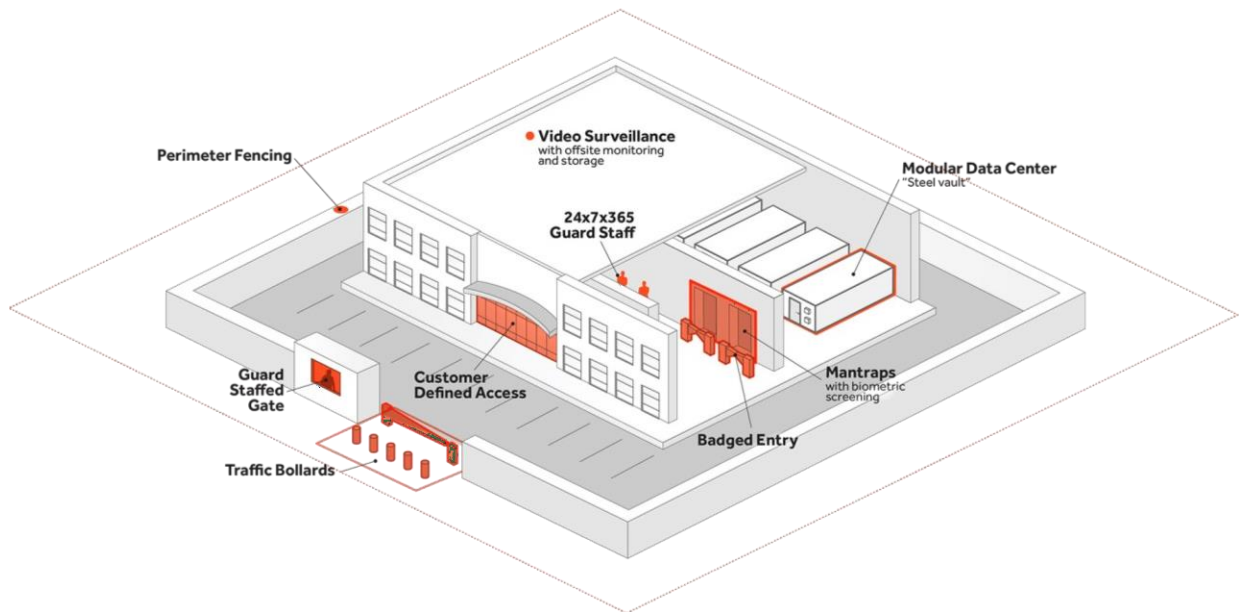 Video Surveillance
with offsite monitoring
and storage
Perimeter Fencing
Modular Data Center
"Steel vault"
24x7x365
Guard Staff
Guard
Staffed
Gate
Customer
Defined Access
Mantraps
with biometric
screening
Badged Entry
Traffic Bollards